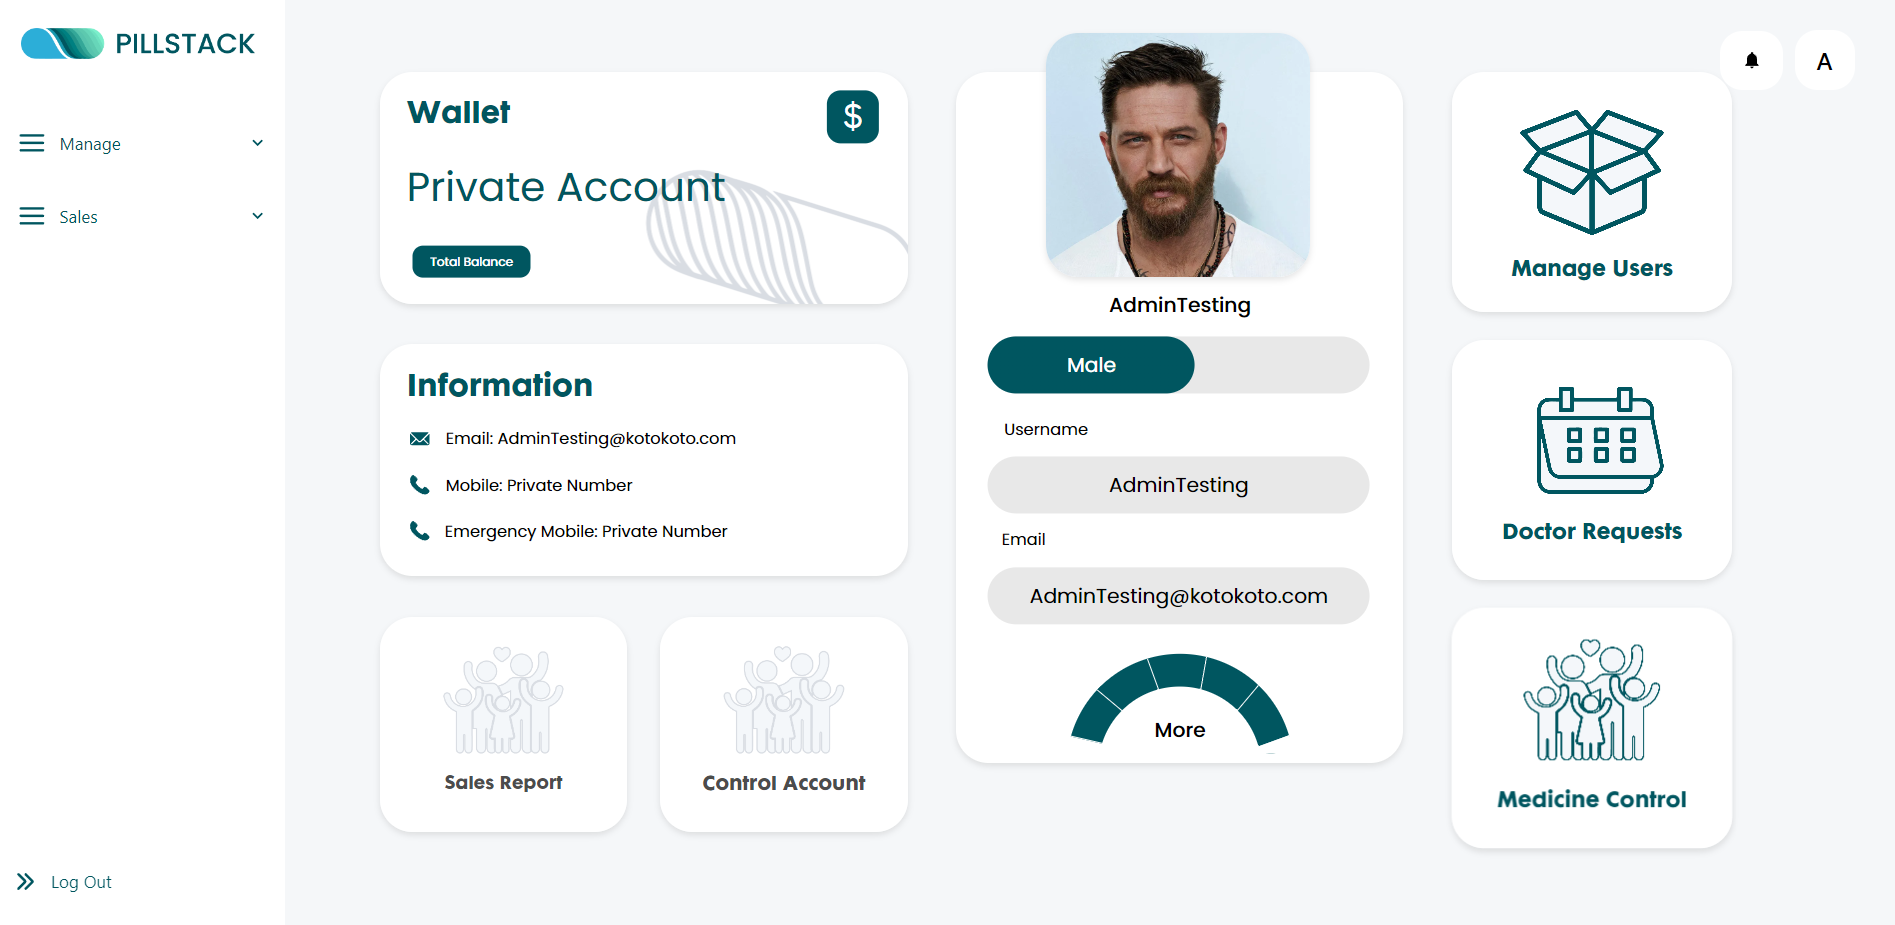 PILLSTACK
Manage
Sales
Log Out
Wallet
$
Private Account
Total Balance
Information
Email: AdminTesting@kotokoto.com
Mobile: Private Number
Emergency Mobile: Private Number
Sales Report
Control Account
AdminTesting
Male
Username
AdminTesting
Email
AdminTesting@kotokoto.com
More
A
Manage Users
Doctor Requests
Medicine Control